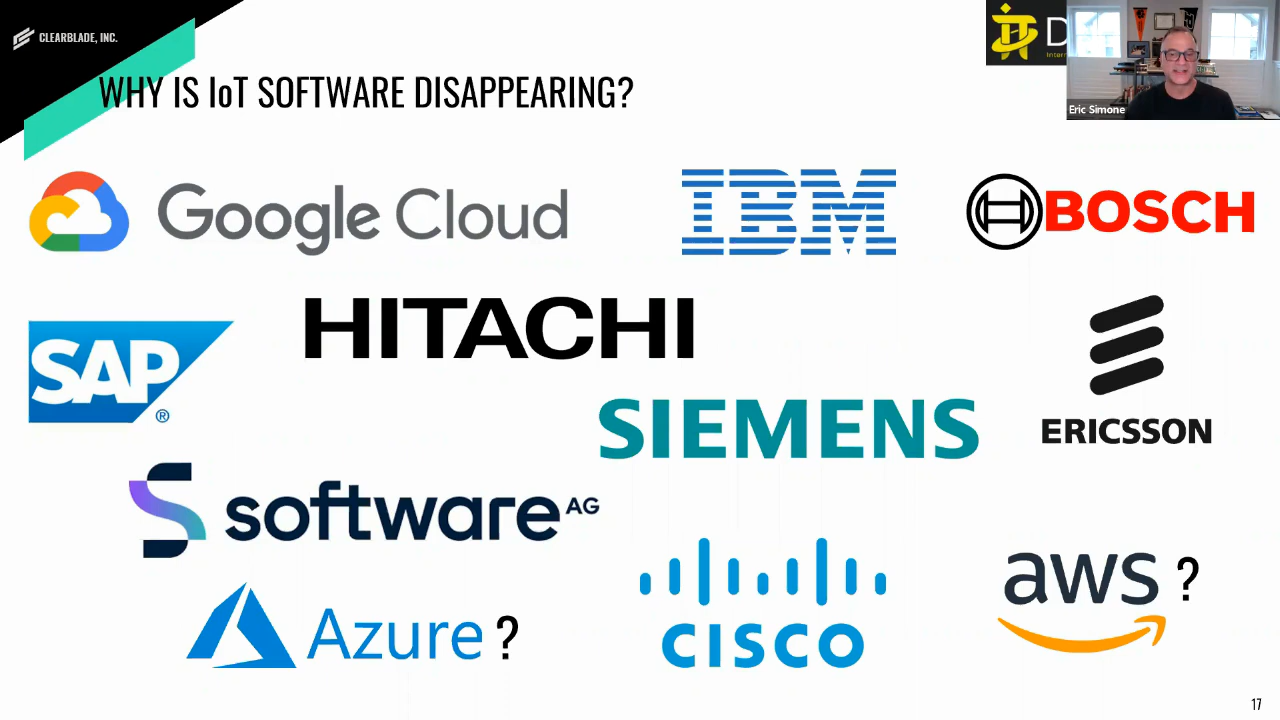 CLEARBLADE, INC.
WHY IS IoT SOFTWARE DISAPPEARING?
D
Eric Simone
Google Cloud
IBM
BOSCH
SAP
®
HITACHI
ERICSSON
SIEMENS
software AG
aws ?
Azure ?
CISCO
17